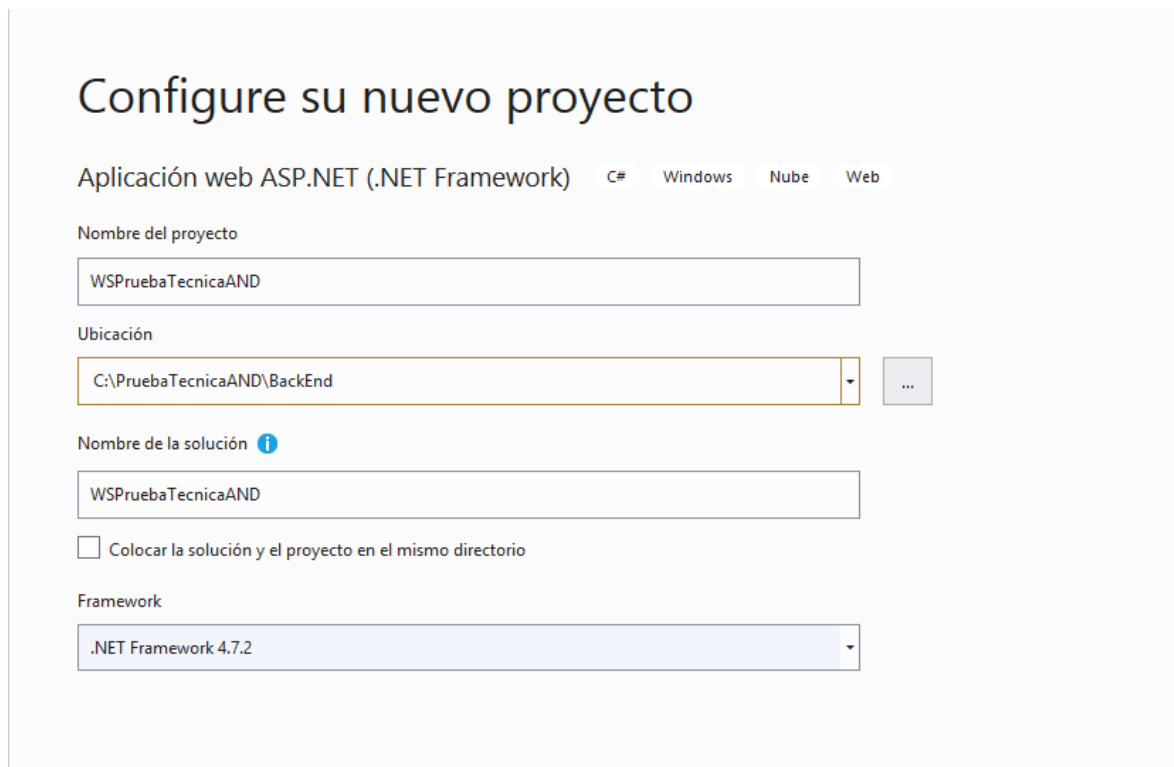 Configure su nuevo proyecto
Aplicación web ASP.NET (.NET Framework) C# Windows Nube Web
Nombre del proyecto
WSPruebaTecnicaAND
Ubicación
C:\PruebaTecnicaAND\BackEnd
...
Nombre de la solución i
WSPruebaTecnicaAND
Colocar la solución y el proyecto en el mismo directorio
Framework
.NET Framework 4.7.2